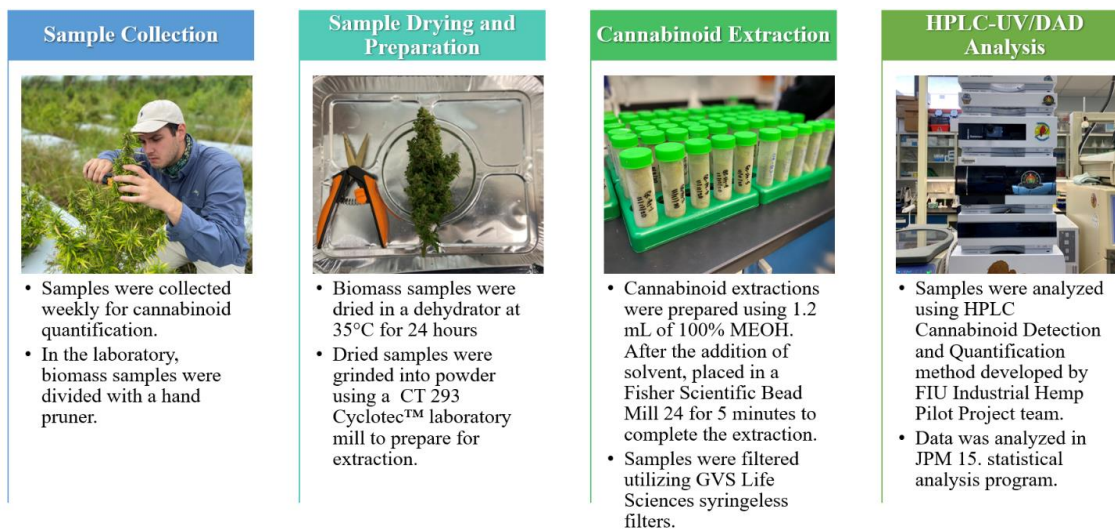 Sample Collection
• Samples were collected
weekly for cannabinoid
quantification.
• In the laboratory,
biomass samples were
divided with a hand
pruner.
Sample Drying and
Preparation
• Biomass samples were
dried in a dehydrator at
35°C for 24 hours
• Dried samples were
grinded into powder
using a CT 293
Cyclotec™ laboratory
mill to prepare for
extraction.
Cannabinoid Extraction
• Cannabinoid extractions
were prepared using 1.2
mL of 100% MEOH.
After the addition of
solvent, placed in a
Fisher Scientific Bead
Mill 24 for 5 minutes to
complete the extraction.
• Samples were filtered
utilizing GVS Life
Sciences syringeless
filters.
HPLC-UV/DAD
Analysis
• Samples were analyzed
using HPLC
Cannabinoid Detection
and Quantification
method developed by
FIU Industrial Hemp
Pilot Project team.
• Data was analyzed in
JPM 15. statistical
analysis program.